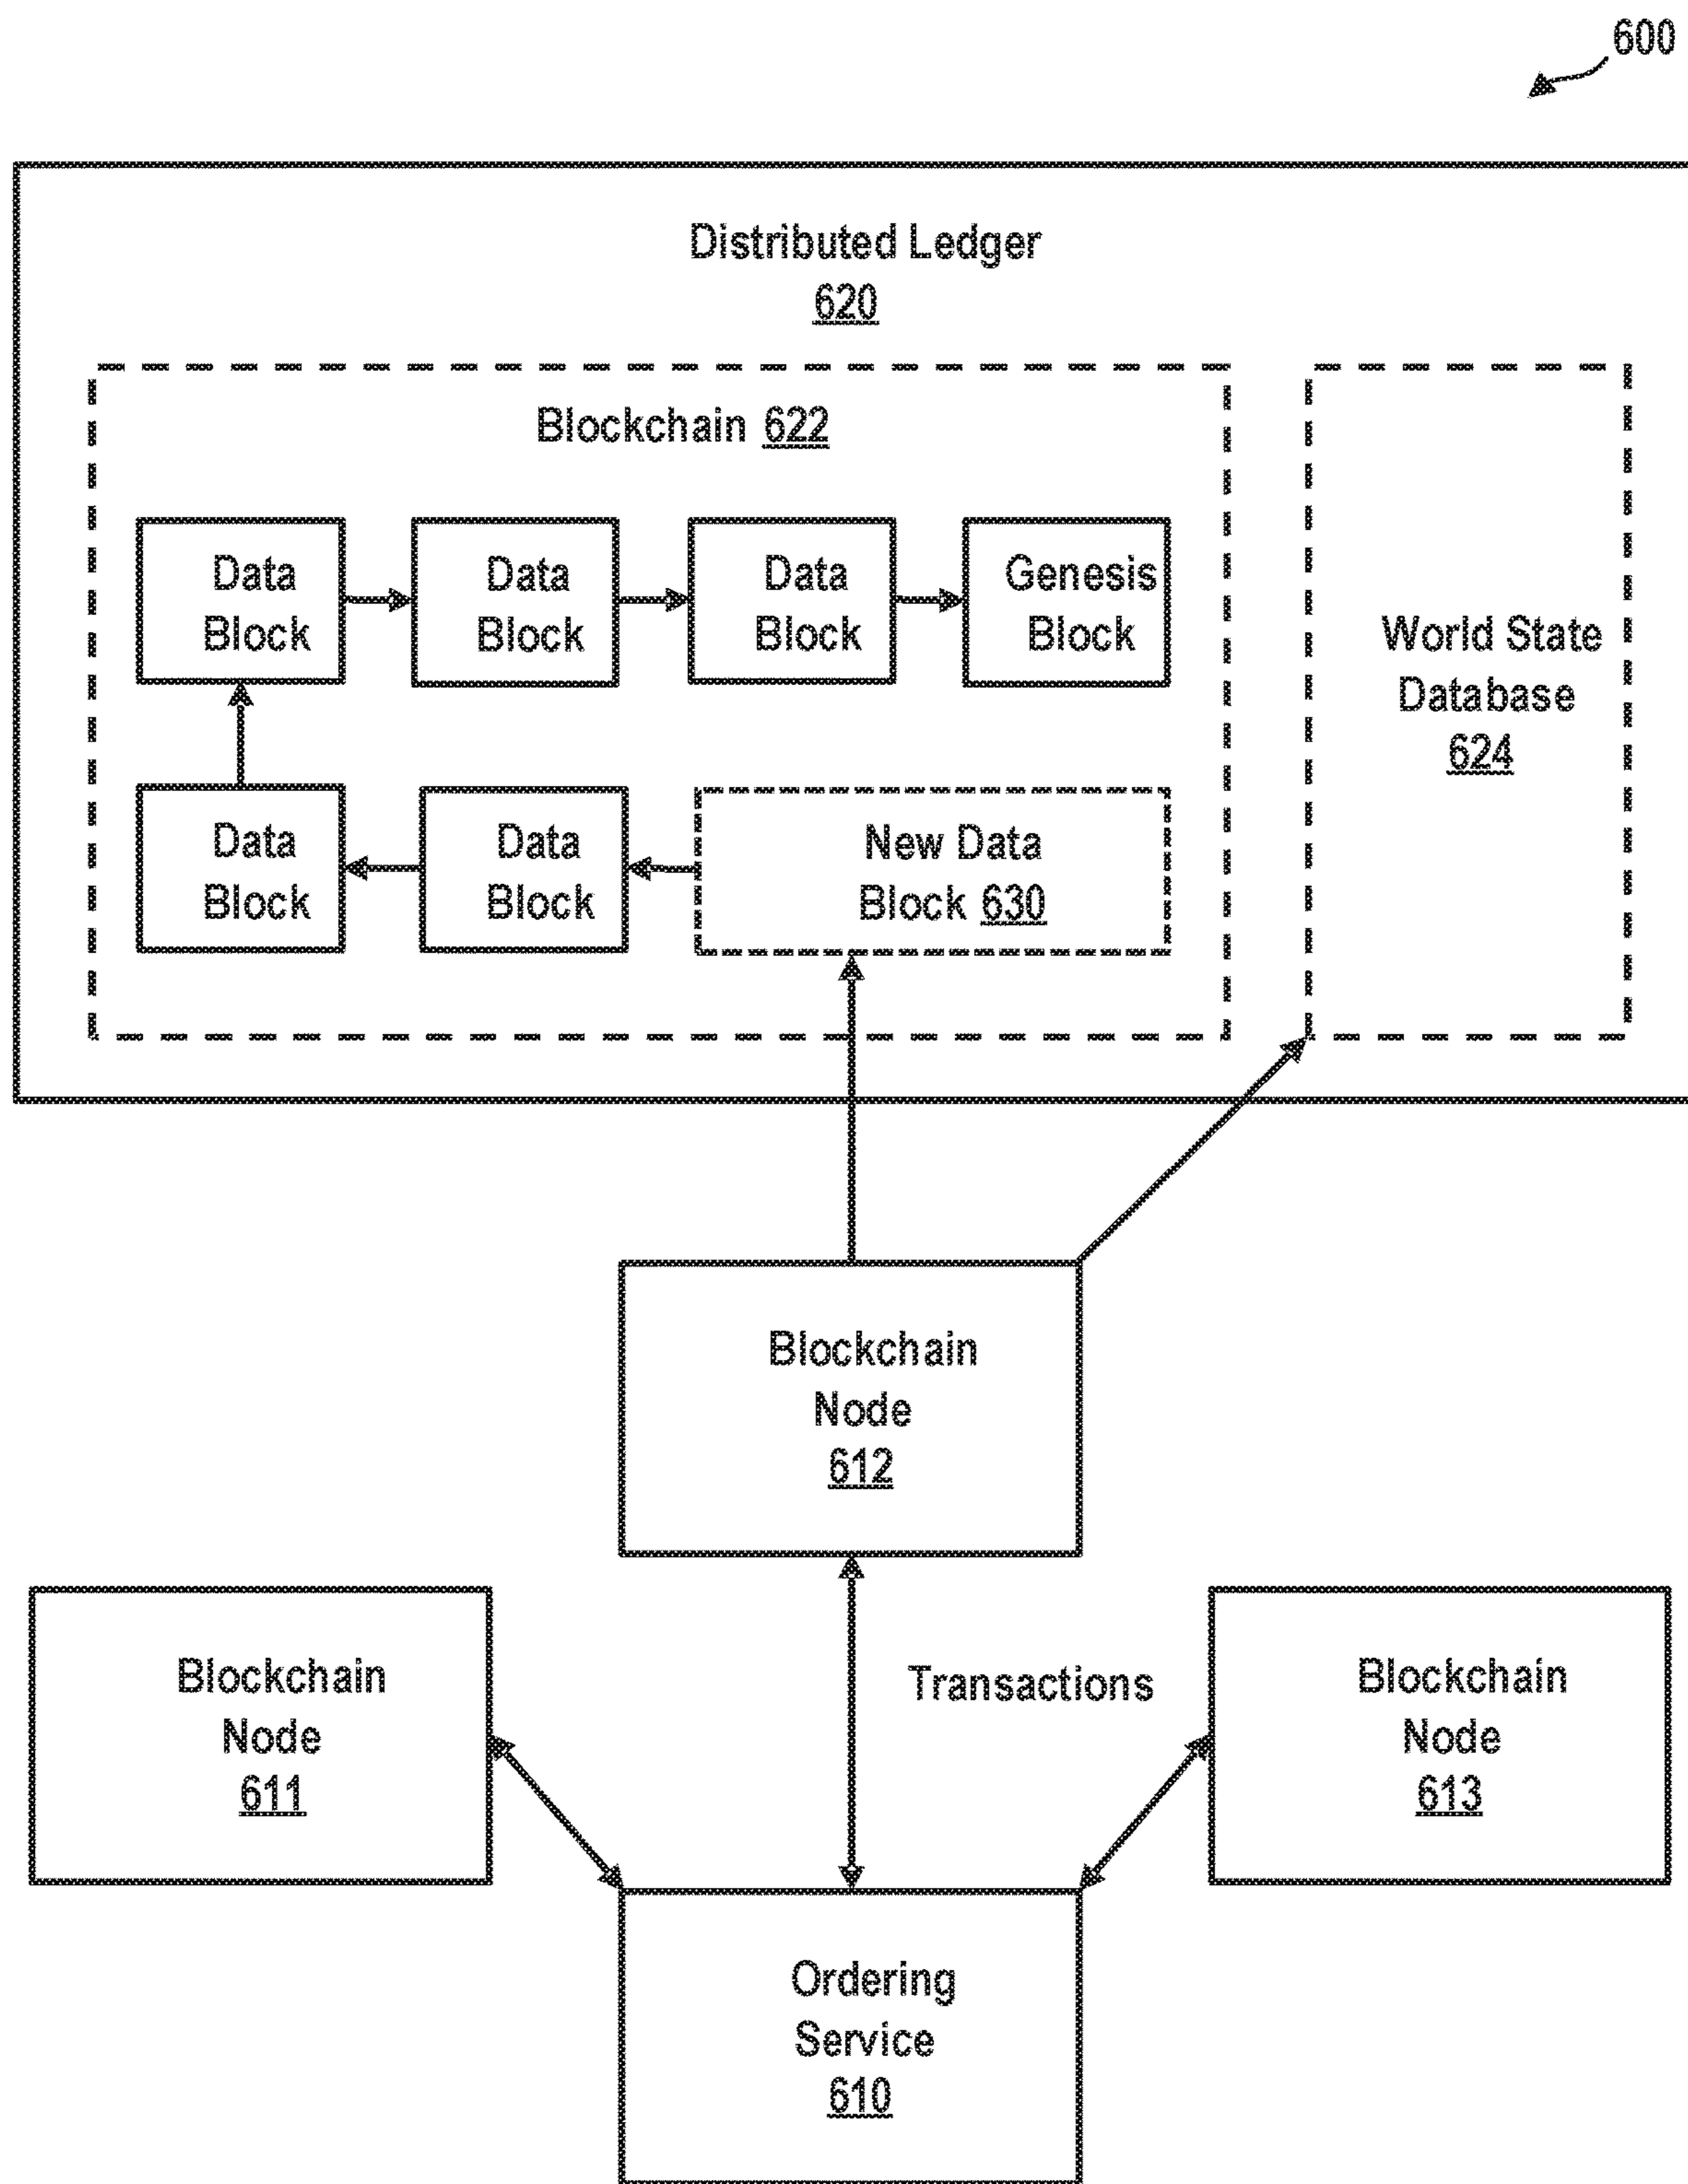 600
Distributed Ledger
620
Blockchain 622
Data
Block
Data
Block
Data
Block
Genesis
Block
World State
Database
624
Data
Block
Data
Block
New Data
Block 630
Blockchain
Node
612
Blockchain
Node
611
Transactions
Blockchain
Node
613
Ordering
Service
610